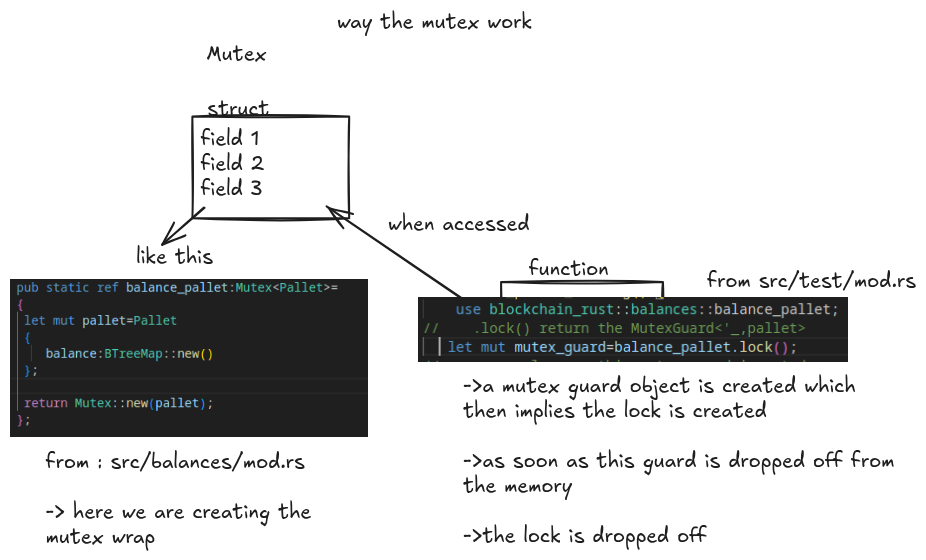 way the mutex work
Mutex
struct
field 1
field 2
field 3
when accessed
like this
function
from src/test/mod.rs
pub static ref balance_pallet:Mutex<Pallet>=
{
let mut pallet=Pallet
{
balance:BTreeMap::new()
};
return Mutex::new(pallet);
};
use blockchain_rust::balances::balance_pallet;
// .lock() return the MutexGuard<'_,pallet>
let mut mutex_guard=balance_pallet.lock();
->a mutex guard object is created which
then implies the lock is created
->as soon as this guard is dropped off from
the memory
->the lock is dropped off
from : src/balances/mod.rs
-> here we are creating the
mutex wrap